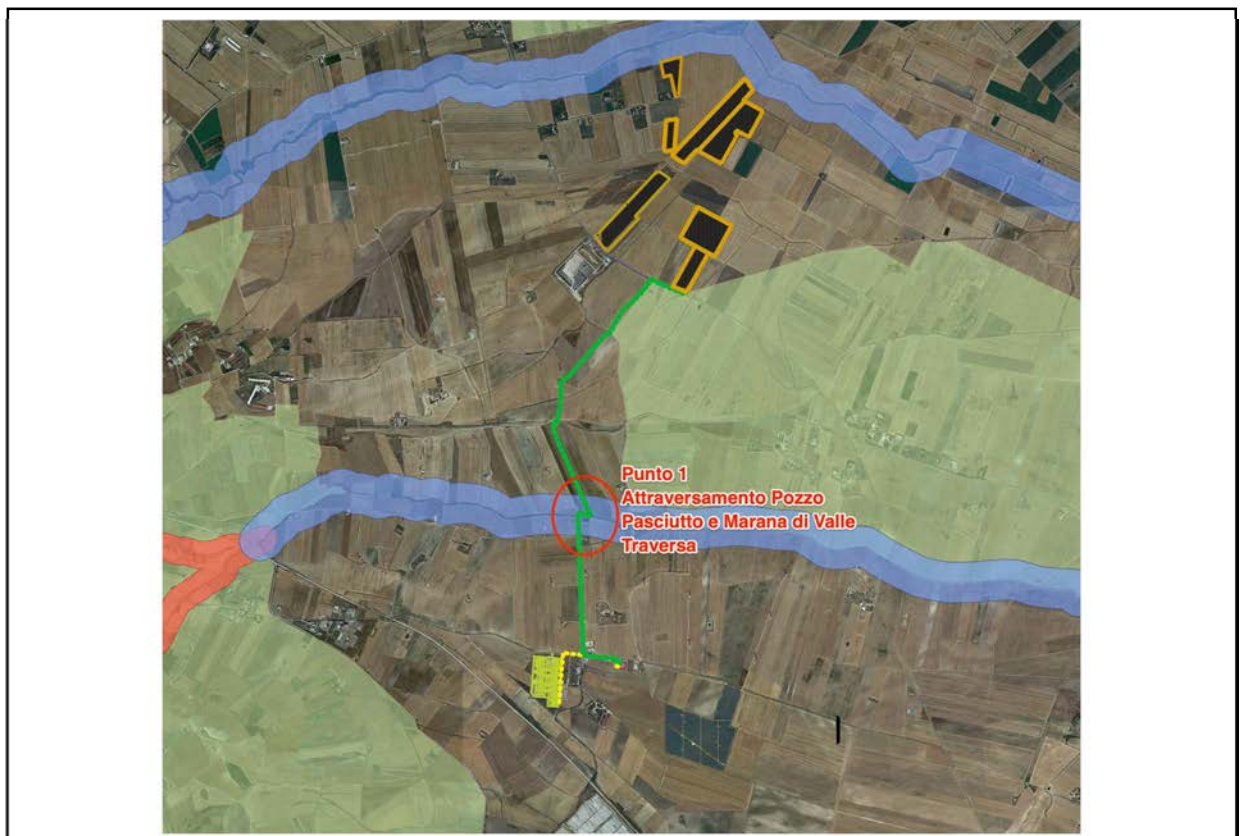 Punto 1
Attraversamento Pozzo
Pasciutto e Marana di Valle
Traversa